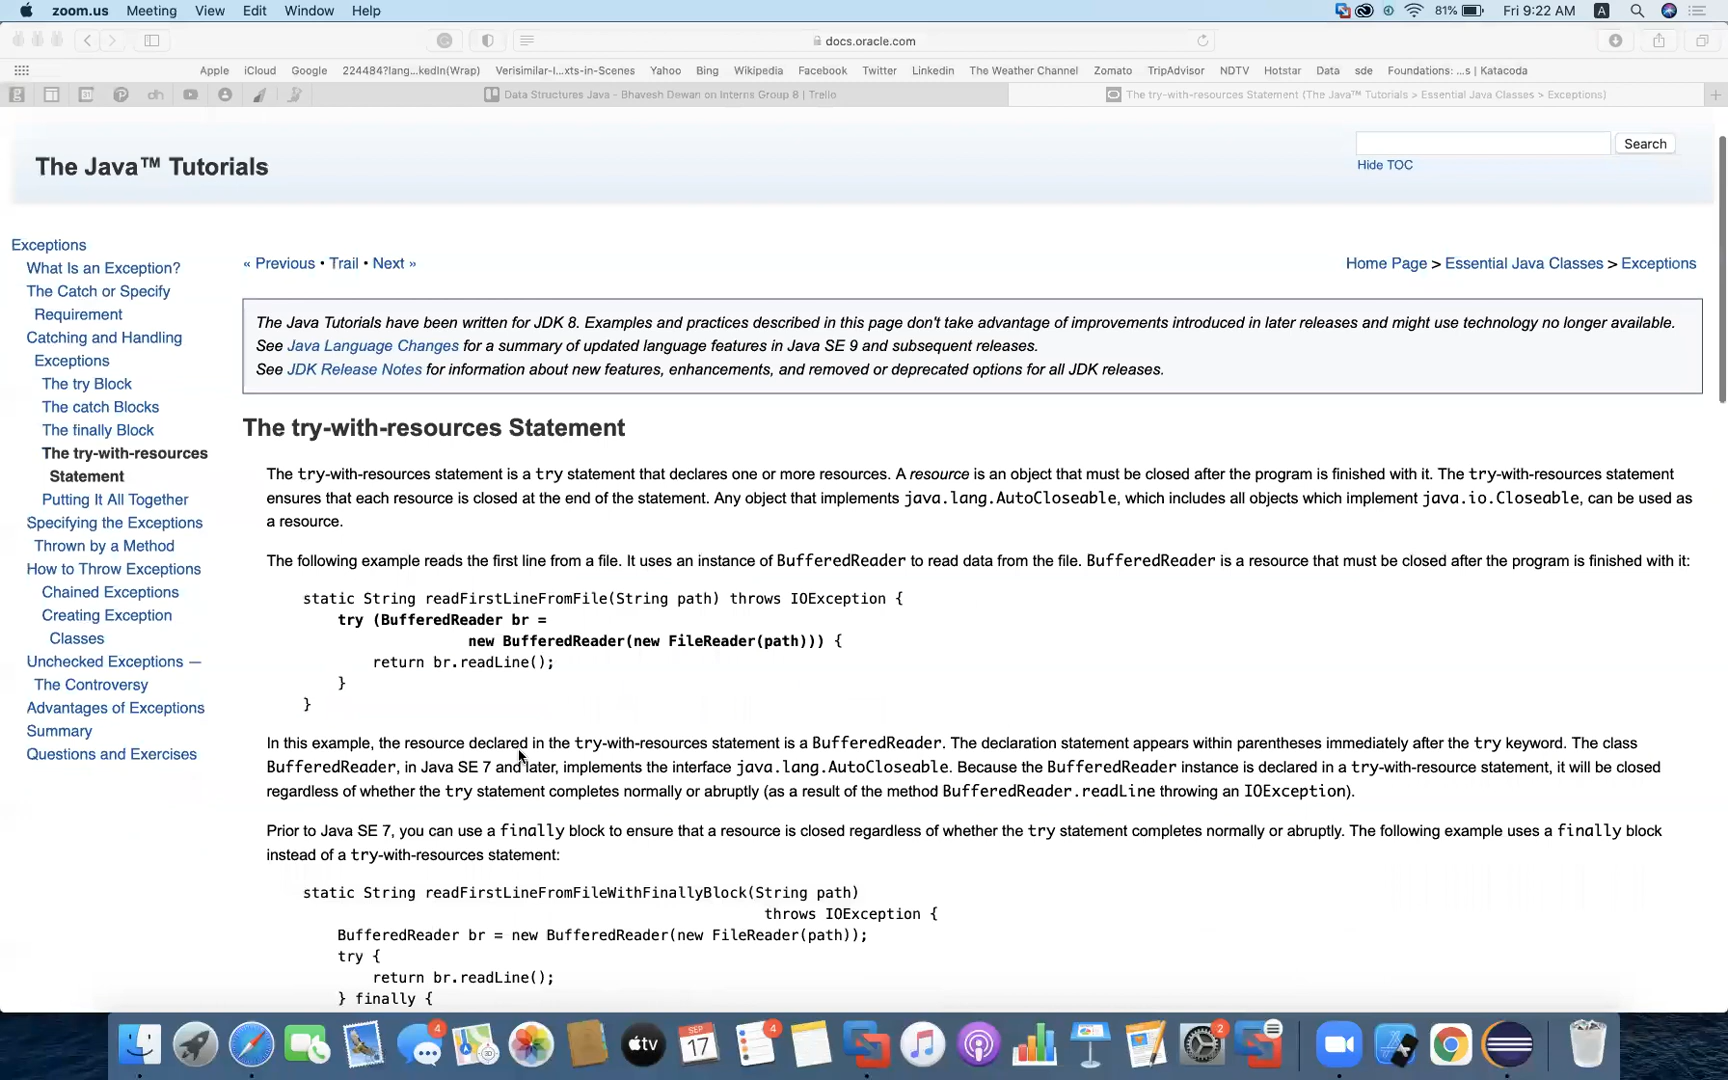 zoom.us Meeting View Edit Window Help
81% Fri 9:22 AM A
docs.oracle.com
Apple iCloud Google 224484?lang...kedIn(Wrap) Verisimilar-I...xts-in-Scenes Yahoo Bing Wikipedia Facebook Twitter Linkedin The Weather Channel Zomato TripAdvisor NDTV Hotstar Data sde Foundations: ...s | Katacoda
Data Structures Java - Bhavesh Dewan on Interns Group 8 | Trello
The try-with-resources Statement (The Java™ Tutorials > Essential Java Classes > Exceptions)
The Java™ Tutorials
Search
Hide TOC
Exceptions
What Is an Exception?
The Catch or Specify
Requirement
Catching and Handling
Exceptions
The try Block
The catch Blocks
The finally Block
The try-with-resources
Statement
Putting It All Together
Specifying the Exceptions
Thrown by a Method
How to Throw Exceptions
Chained Exceptions
Creating Exception
Classes
Unchecked Exceptions —
The Controversy
Advantages of Exceptions
Summary
Questions and Exercises
« Previous • Trail • Next »
Home Page > Essential Java Classes > Exceptions
The Java Tutorials have been written for JDK 8. Examples and practices described in this page don't take advantage of improvements introduced in later releases and might use technology no longer available.
See Java Language Changes for a summary of updated language features in Java SE 9 and subsequent releases.
See JDK Release Notes for information about new features, enhancements, and removed or deprecated options for all JDK releases.
The try-with-resources Statement
The try-with-resources statement is a try statement that declares one or more resources. A resource is an object that must be closed after the program is finished with it. The try-with-resources statement
ensures that each resource is closed at the end of the statement. Any object that implements java.lang.AutoCloseable, which includes all objects which implement java.io.Closeable, can be used as
a resource.
The following example reads the first line from a file. It uses an instance of BufferedReader to read data from the file. BufferedReader is a resource that must be closed after the program is finished with it:
static String readFirstLineFromFile(String path) throws IOException {
try (BufferedReader br =
new BufferedReader(new FileReader(path))) {
return br.readLine();
}
}
In this example, the resource declared in the try-with-resources statement is a BufferedReader. The declaration statement appears within parentheses immediately after the try keyword. The class
BufferedReader, in Java SE 7 and later, implements the interface java.lang.AutoCloseable. Because the BufferedReader instance is declared in a try-with-resource statement, it will be closed
regardless of whether the try statement completes normally or abruptly (as a result of the method BufferedReader.readLine throwing an IOException).
Prior to Java SE 7, you can use a finally block to ensure that a resource is closed regardless of whether the try statement completes normally or abruptly. The following example uses a finally block
instead of a try-with-resources statement:
static String readFirstLineFromFileWithFinallyBlock(String path)
throws IOException {
BufferedReader br = new BufferedReader(new FileReader(path));
try {
return br.readLine();
} finally {
4
tv
SEP
17
4
2